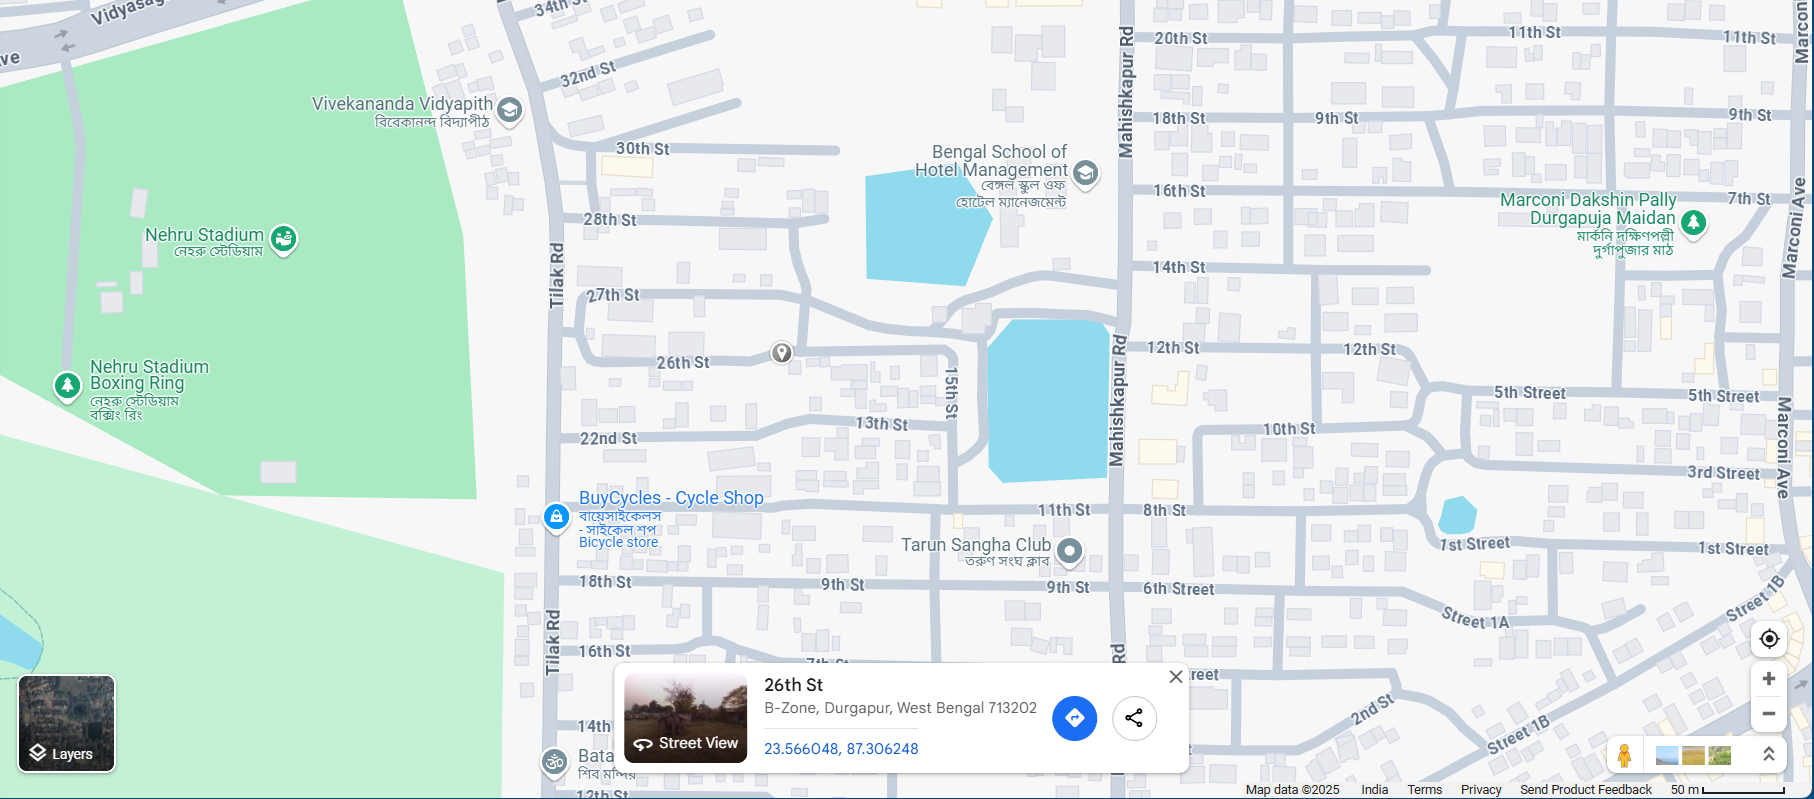 Vidyasag
34th St
Mahishkapur Rd
20th St
11th St
11th St
Marconi
ve
32nd St
Vivekananda Vidyapith
বিবেকানন্দ বিদ্যাপীঠ
18th St
9th St
9th St
30th St
Bengal School of
Hotel Management
বেঙ্গল স্কুল ওফ
হোটেল ম্যানেজমেন্ট
16th St
7th St
Marconi Dakshin Pally
Durgapuja Maidan
মার্কনি দক্ষিণপল্লী
দুর্গাপুজার মাঠ
Marconi Ave
28th St
Nehru Stadium
নেহরু স্টেডিয়াম
Tilak Rd
14th St
27th St
Mahishkapur Rd
12th St
12th St
26th St
Nehru Stadium
Boxing Ring
নেহরু স্টেডিয়াম
বক্সিং রিং
15th St
5th Street
5th Street
Marconi Ave
13th St
22nd St
10th St
3rd Street
BuyCycles - Cycle Shop
বায়েসাইকেলস
- সাইকেল শপ
Bicycle store
11th St
8th St
Tarun Sangha Club
তরুণ সংঘ ক্লাব
1st Street
1st Street
18th St
9th St
9th St
6th Street
Street 1A
Street 1B
Tilak Rd
16th St
7th St
Rd
reet
26th St
B-Zone, Durgapur, West Bengal 713202
23.566048, 87.306248
Street View
2nd St
Street 1B
14th
Layers
Bata
শিব মন্দির
t
12th St
Map data ©2025 India Terms Privacy Send Product Feedback 50 m